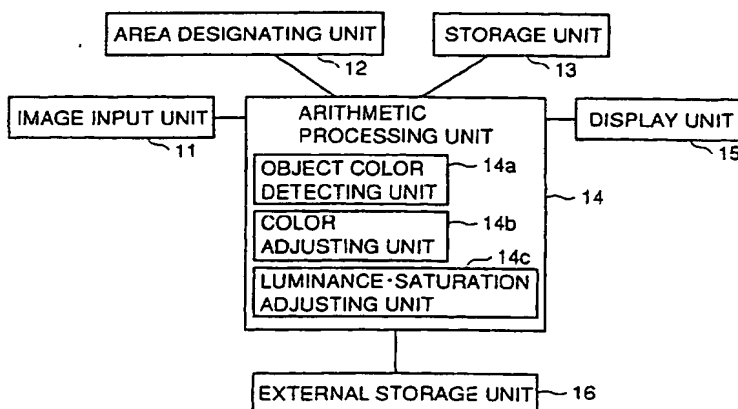 AREA DESIGNATING UNIT
12
STORAGE UNIT
13
IMAGE INPUT UNIT
11
ARITHMETIC
PROCESSING UNIT
DISPLAY UNIT
15
OBJECT COLOR
DETECTING UNIT
14a
14
COLOR
ADJUSTING UNIT
14b
14c
LUMINANCE·SATURATION
ADJUSTING UNIT
EXTERNAL STORAGE UNIT
16